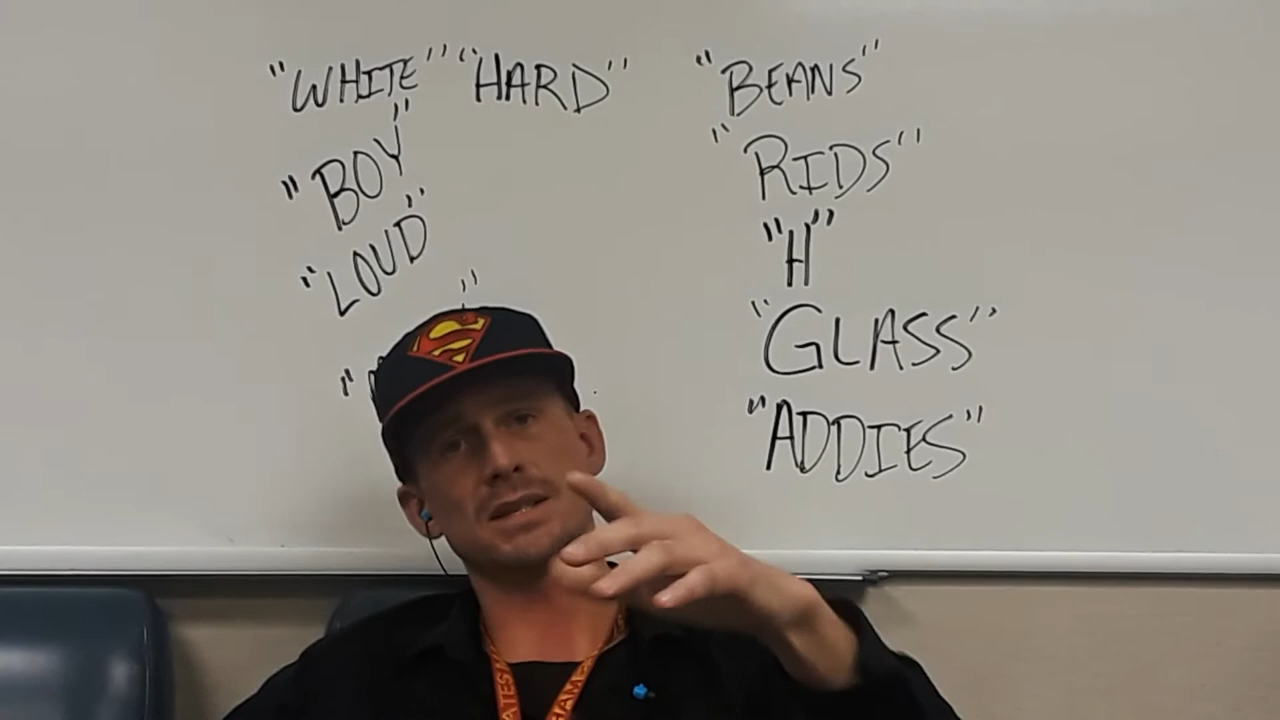 "WHITE" "HARD"
"BOY"
"LOUD"
"BEANS"
"RIDS"
"H"
"GLASS"
"ADDIES"